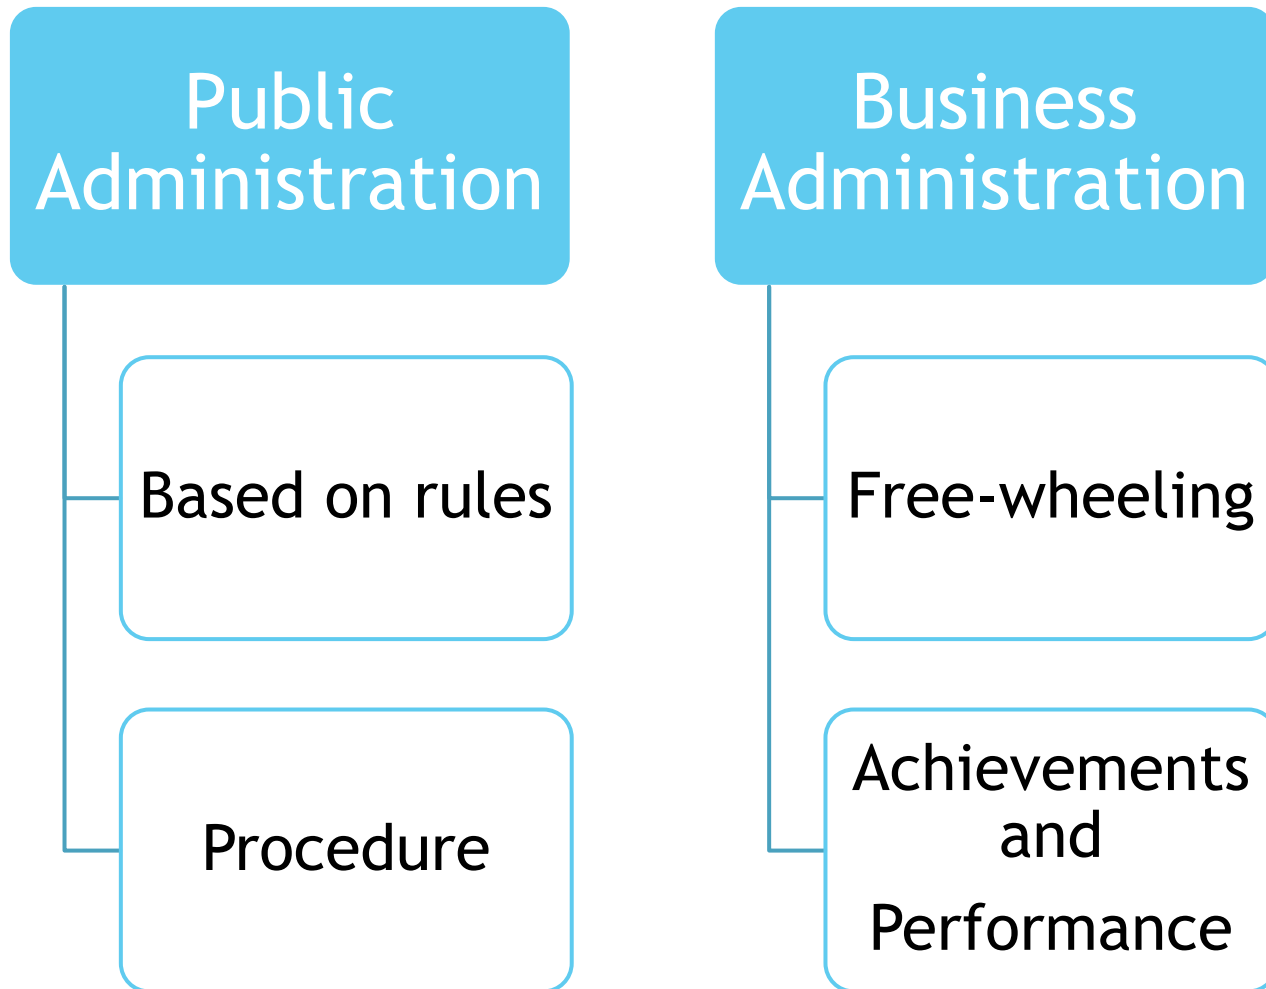 Public
Administration
Based on rules
Procedure
Business
Administration
Free-wheeling
Achievements
and
Performance